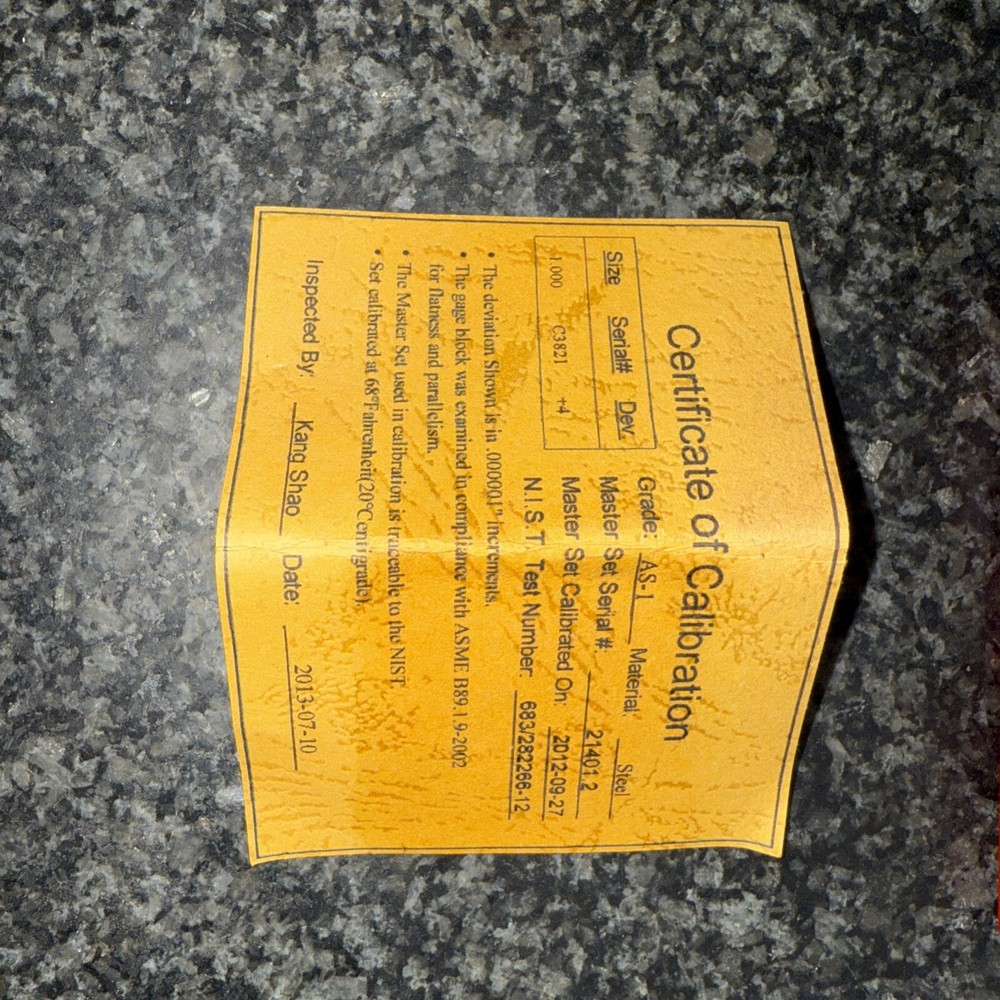 Certificate of Calibration
Size Serial# Dev.
1.000 C3821 +4
Grade: AS-1 Material: Steel
Master Set Serial #: 21401.2
Master Set Calibrated On: 2012-09-27
N.I.S.T Test Number: 683/282266-12
• The deviation Shown is in .000001" increments.
• The gage block was examined in compliance with ASME B89.1.9-2002
for flatness and parallelism.
• The Master Set used in calibration is traceable to the NIST.
• Set calibrated at 68°Fahrenheit(20°Centigrade).
Inspected By: Kang Shao Date: 2013-07-10